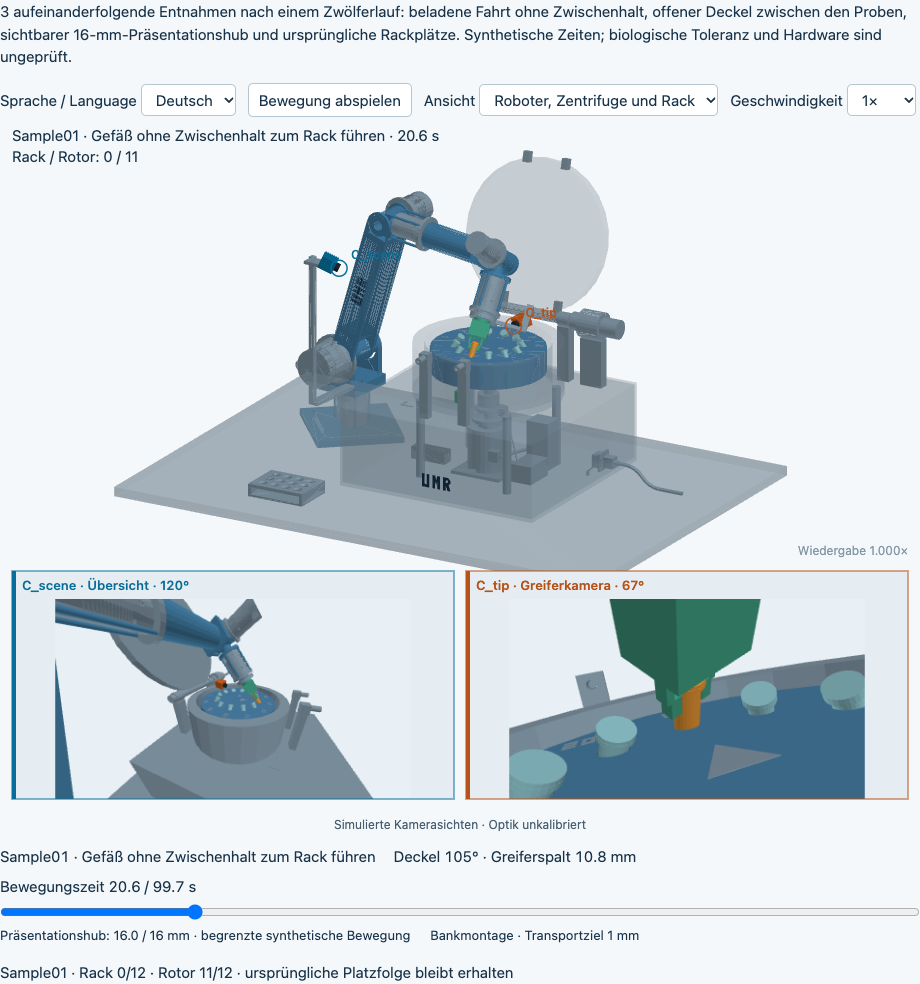 3 aufeinanderfolgende Entnahmen nach einem Zwölferlauf: beladene Fahrt ohne Zwischenhalt, offener Deckel zwischen den Proben,
sichtbarer 16-mm-Präsentationshub und ursprüngliche Rackplätze. Synthetische Zeiten; biologische Toleranz und Hardware sind
ungeprüft.
Sprache / Language Deutsch Bewegung abspielen Ansicht Roboter, Zentrifuge und Rack Geschwindigkeit 1×
Sample01 · Gefäß ohne Zwischenhalt zum Rack führen · 20.6 s
Rack / Rotor: 0 / 11
UMR
C_tip
UMR
Wiedergabe 1.000×
C_scene · Übersicht · 120°
C_tip · Greiferkamera · 67°
Simulierte Kamerasichten · Optik unkalibriert
Sample01 · Gefäß ohne Zwischenhalt zum Rack führen Deckel 105° · Greiferspalt 10.8 mm
Bewegungszeit 20.6 / 99.7 s
Präsentationshub: 16.0 / 16 mm · begrenzte synthetische Bewegung Bankmontage · Transportziel 1 mm
Sample01 · Rack 0/12 · Rotor 11/12 · ursprüngliche Platzfolge bleibt erhalten